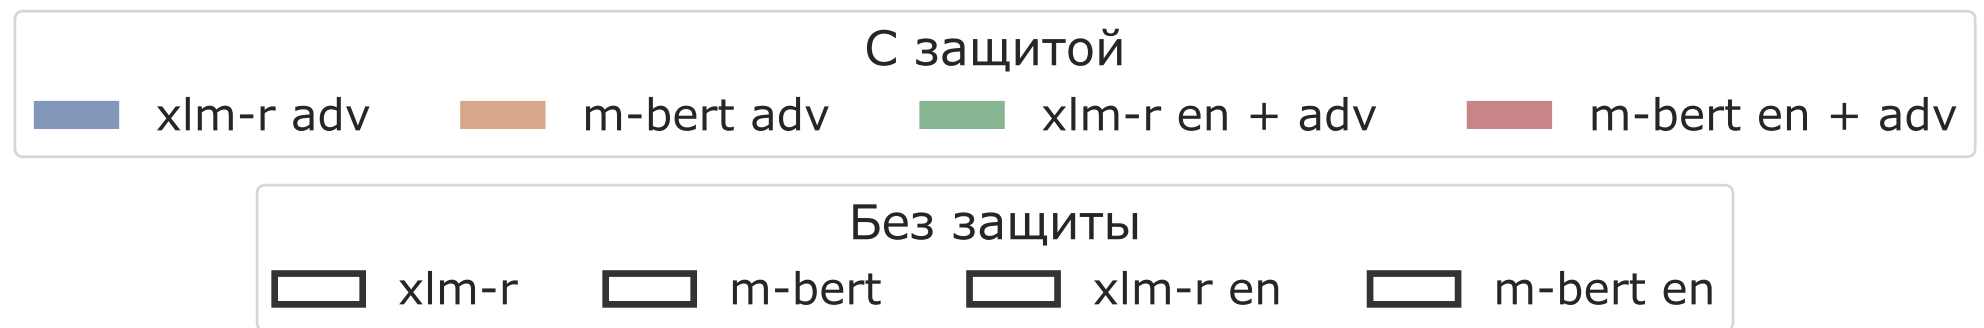 С защитой
xlm-r adv m-bert adv xlm-r en + adv m-bert en + adv
Без защиты
xlm-r m-bert xlm-r en m-bert en